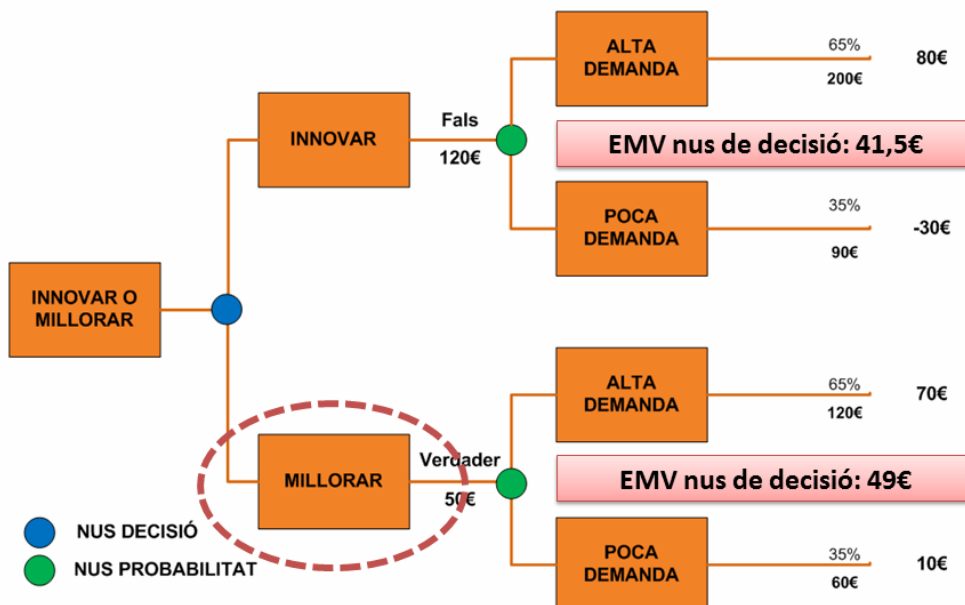 ALTA
DEMANDA
65%
200€
80€
INNOVAR
Fals
120€
EMV nus de decisió: 41,5€
POCA
DEMANDA
35%
90€
-30€
INNOVAR O
MILLORAR
ALTA
DEMANDA
65%
120€
70€
MILLORAR
Verdader
50€
EMV nus de decisió: 49€
POCA
DEMANDA
35%
60€
10€
NUS DECISIÓ
NUS PROBABILITAT